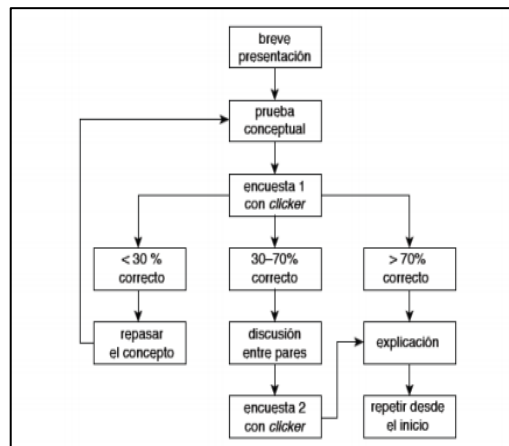 breve
presentación
prueba
conceptual
encuesta 1
con clicker
< 30 %
correcto
30–70%
correcto
> 70%
correcto
repasar
el concepto
discusión
entre pares
explicación
encuesta 2
con clicker
repetir desde
el inicio